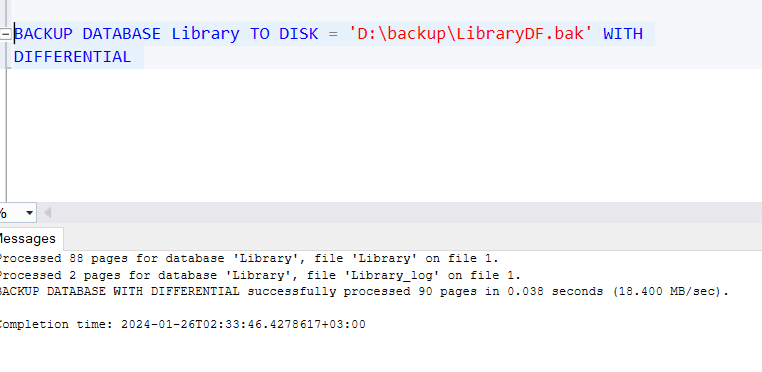 BACKUP DATABASE Library TO DISK = 'D:\backup\LibraryDF.bak' WITH
DIFFERENTIAL
%
Messages
Processed 88 pages for database 'Library', file 'Library' on file 1.
Processed 2 pages for database 'Library', file 'Library_log' on file 1.
BACKUP DATABASE WITH DIFFERENTIAL successfully processed 90 pages in 0.038 seconds (18.400 MB/sec).
Completion time: 2024-01-26T02:33:46.4278617+03:00